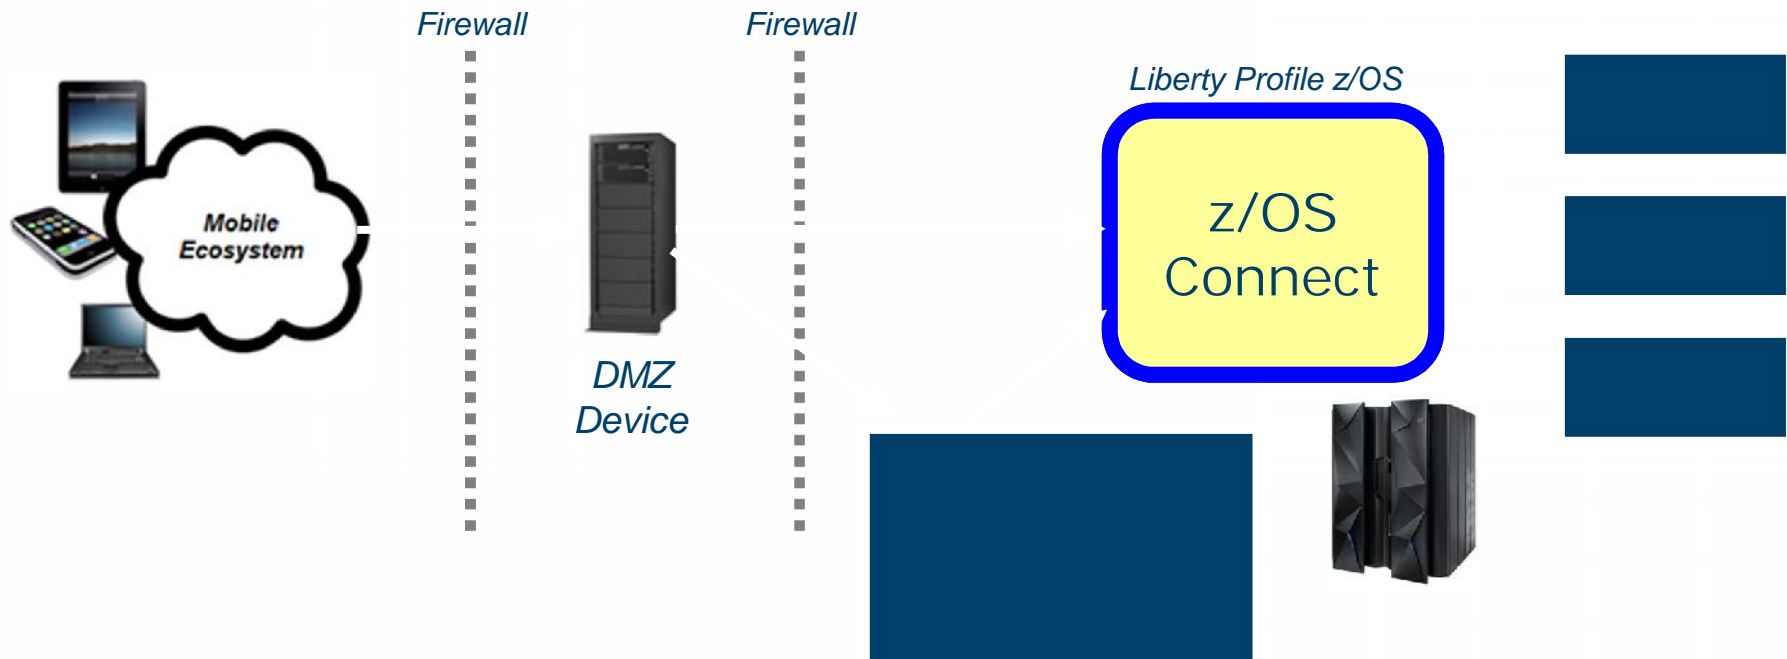 Firewall
Firewall
Liberty Profile z/OS
Mobile
Ecosystem
z/OS
Connect
DMZ
Device